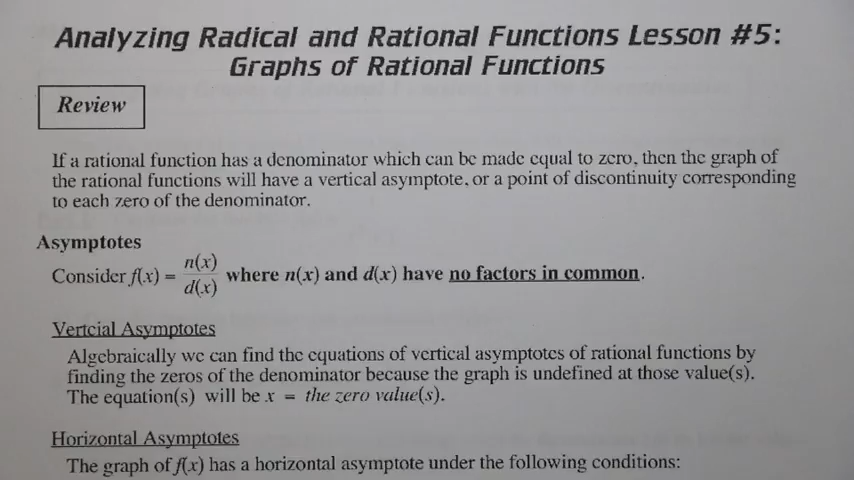 Analyzing Radical and Rational Functions Lesson #5:
Graphs of Rational Functions
Review
If a rational function has a denominator which can be made equal to zero, then the graph of
the rational functions will have a vertical asymptote, or a point of discontinuity corresponding
to each zero of the denominator.
Asymptotes
Consider f(x) = n(x)/d(x) where n(x) and d(x) have no factors in common.
Vertcial Asymptotes
Algebraically we can find the equations of vertical asymptotes of rational functions by
finding the zeros of the denominator because the graph is undefined at those value(s).
The equation(s) will be x = the zero value(s).
Horizontal Asymptotes
The graph of f(x) has a horizontal asymptote under the following conditions: